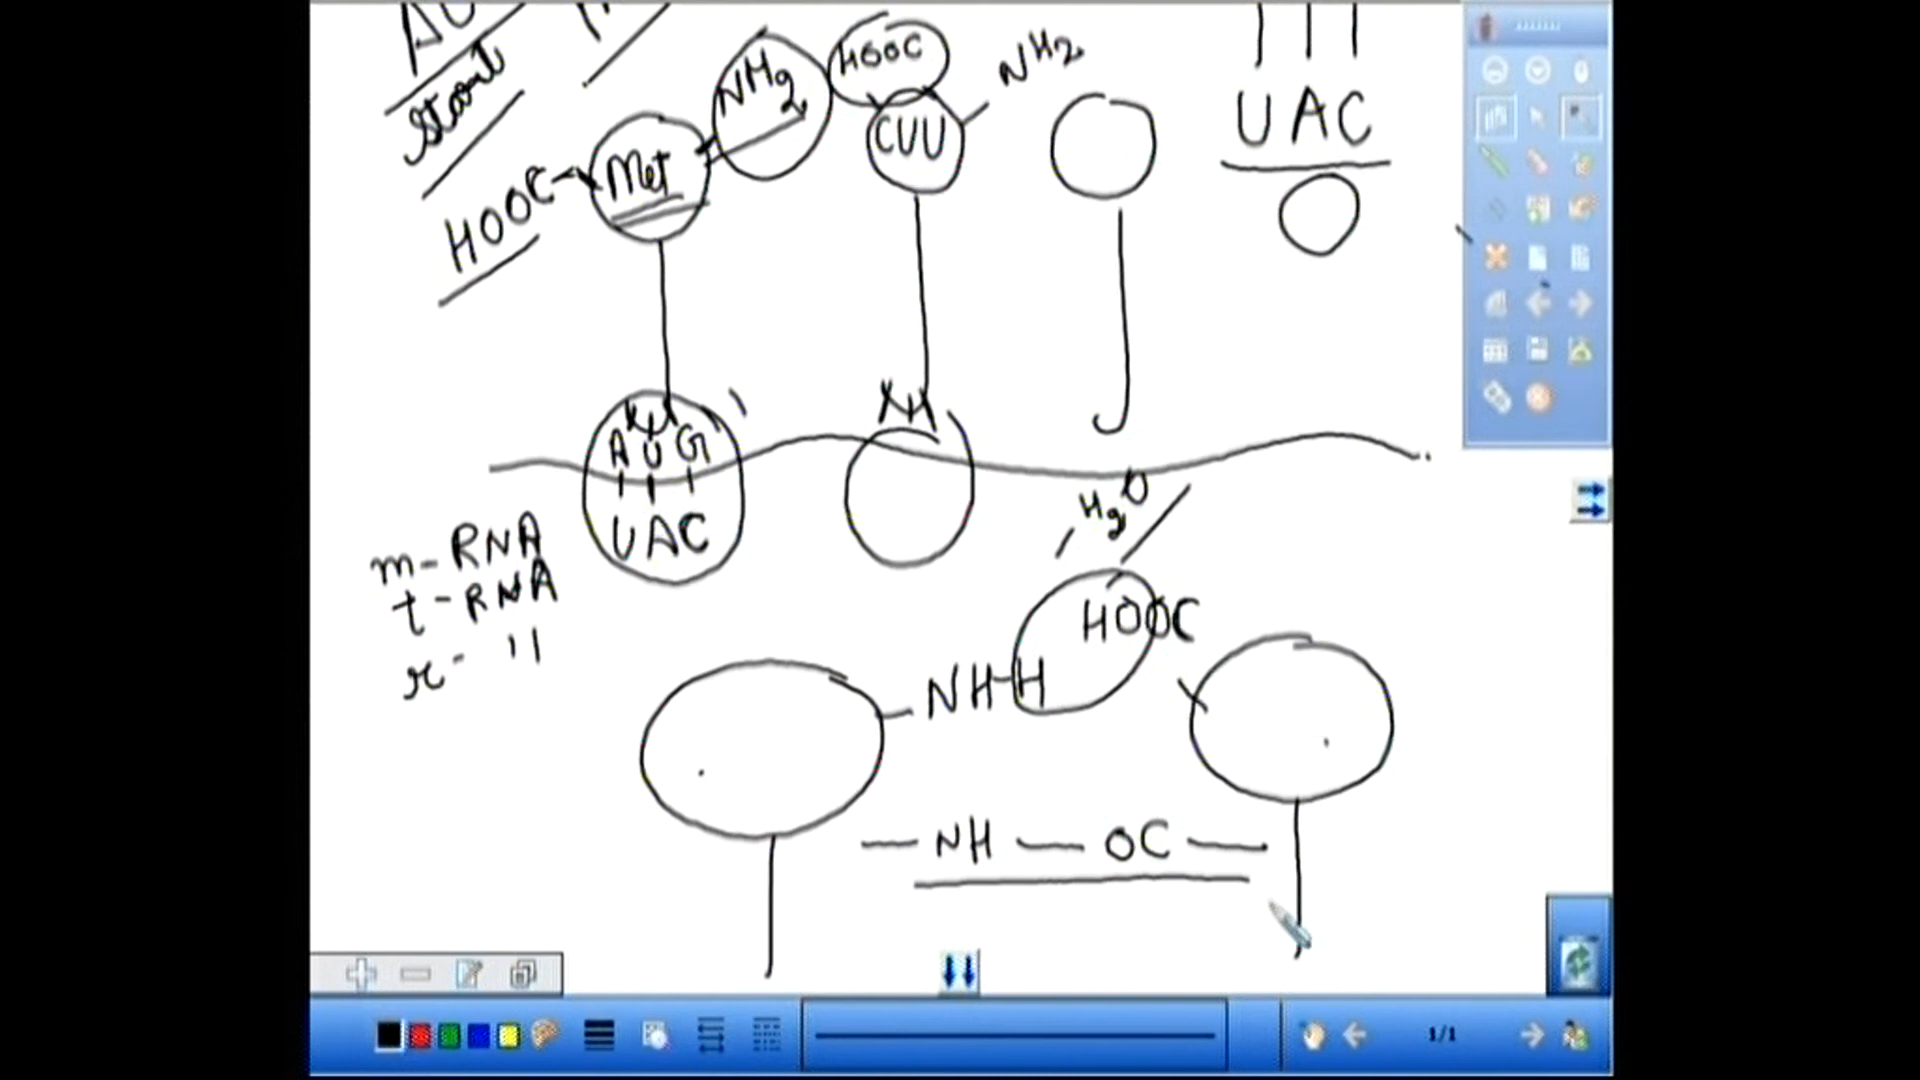 start
HOOC
Met
NH2
HOOC
CUU
NH2
UAC
AUG
UAC
m-RNA
t-RNA
r- 11
H2O
NH-H
HOOC
— NH — OC —
1/1